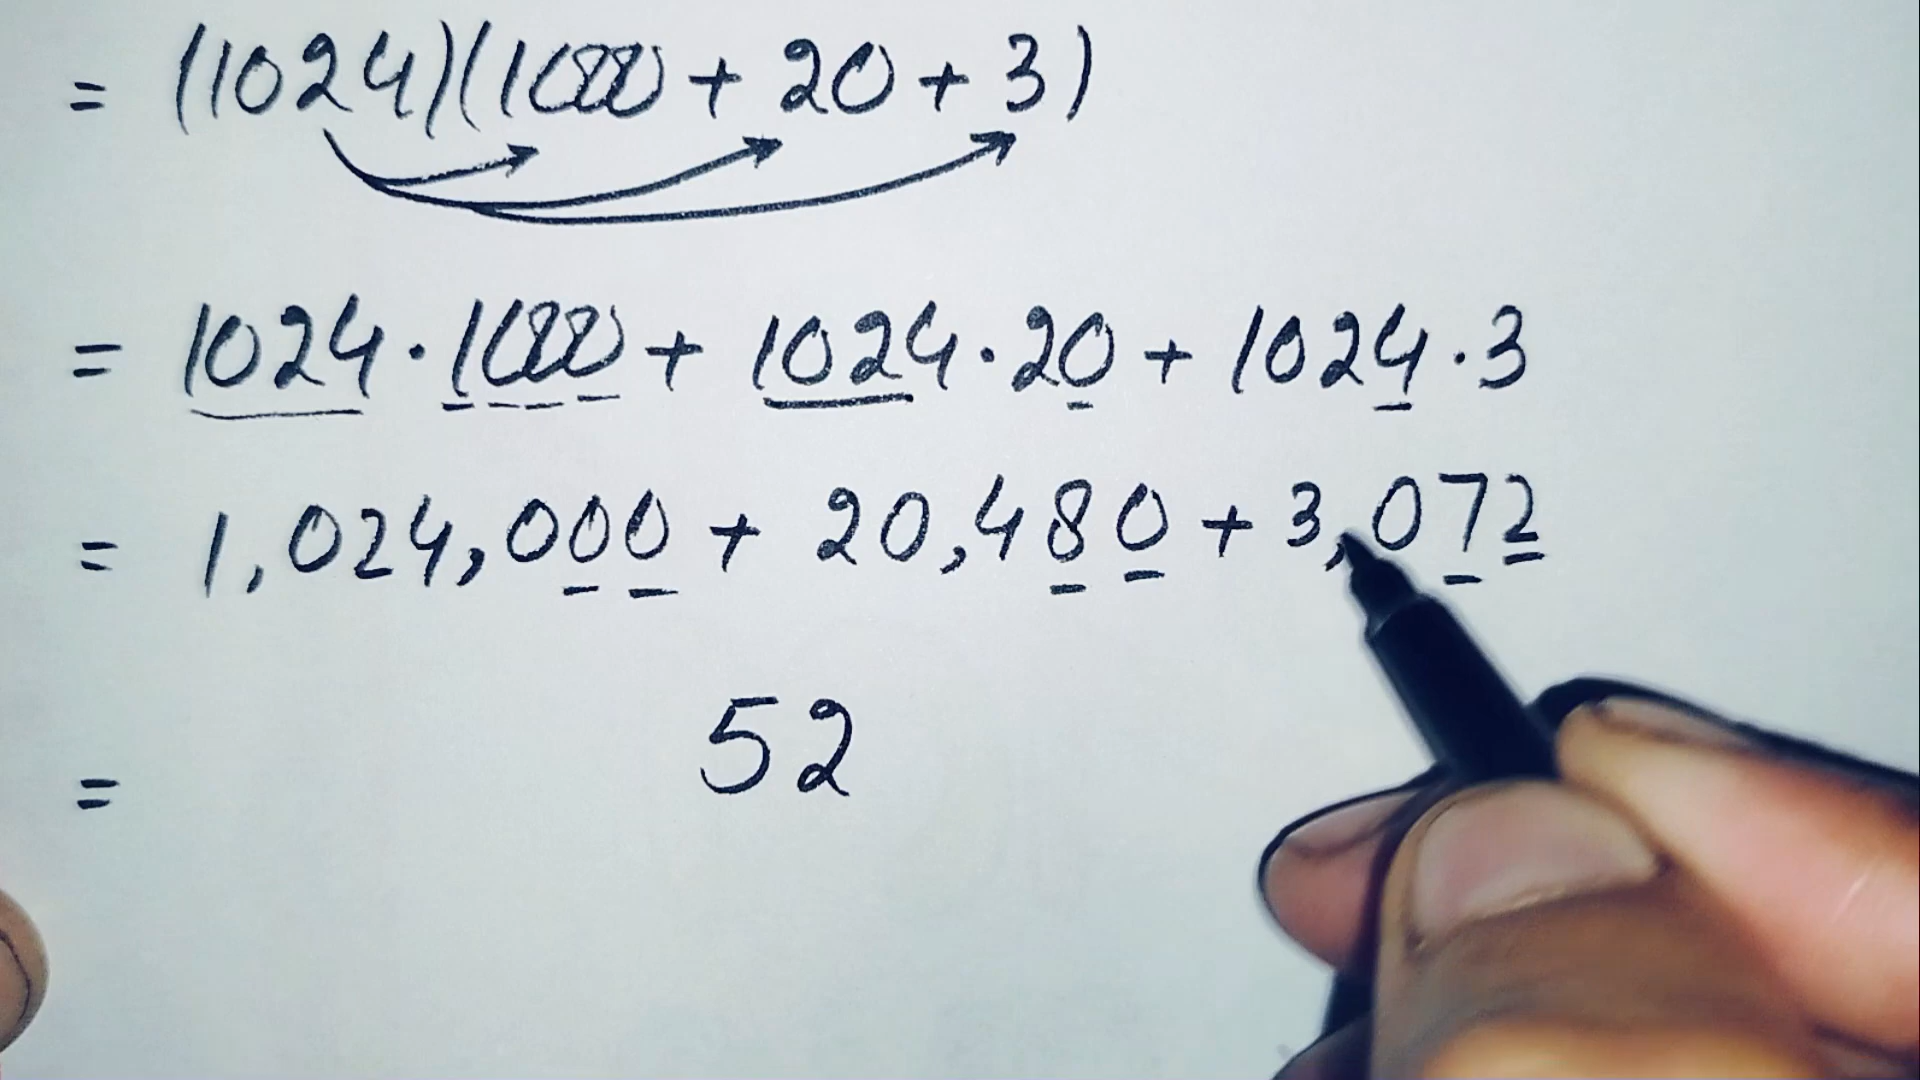 = (1024)(1000 + 20 + 3)
= 1024 · 1000 + 1024 · 20 + 1024 · 3
= 1,024,000 + 20,480 + 3,072
= 52